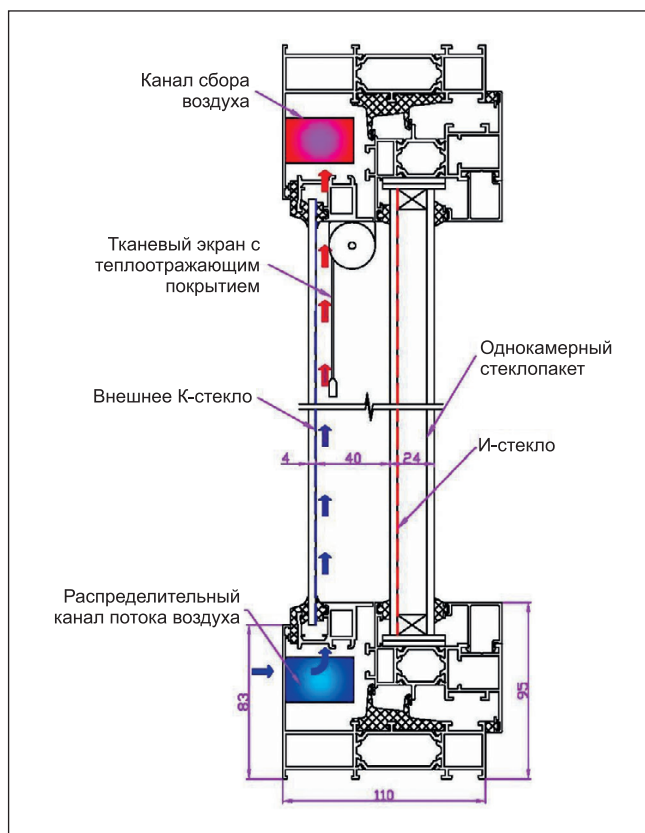 Канал сбора
воздуха
Тканевый экран с
теплоотражающим
покрытием
Однокамерный
стеклопакет
Внешнее К-стекло
И-стекло
4 40 24
Распределительный
канал потока воздуха
83
95
110